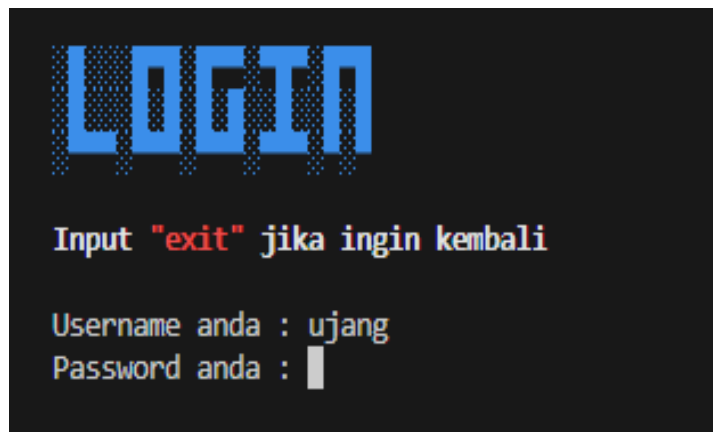 LOGIN
Input "exit" jika ingin kembali
Username anda : ujang
Password anda :